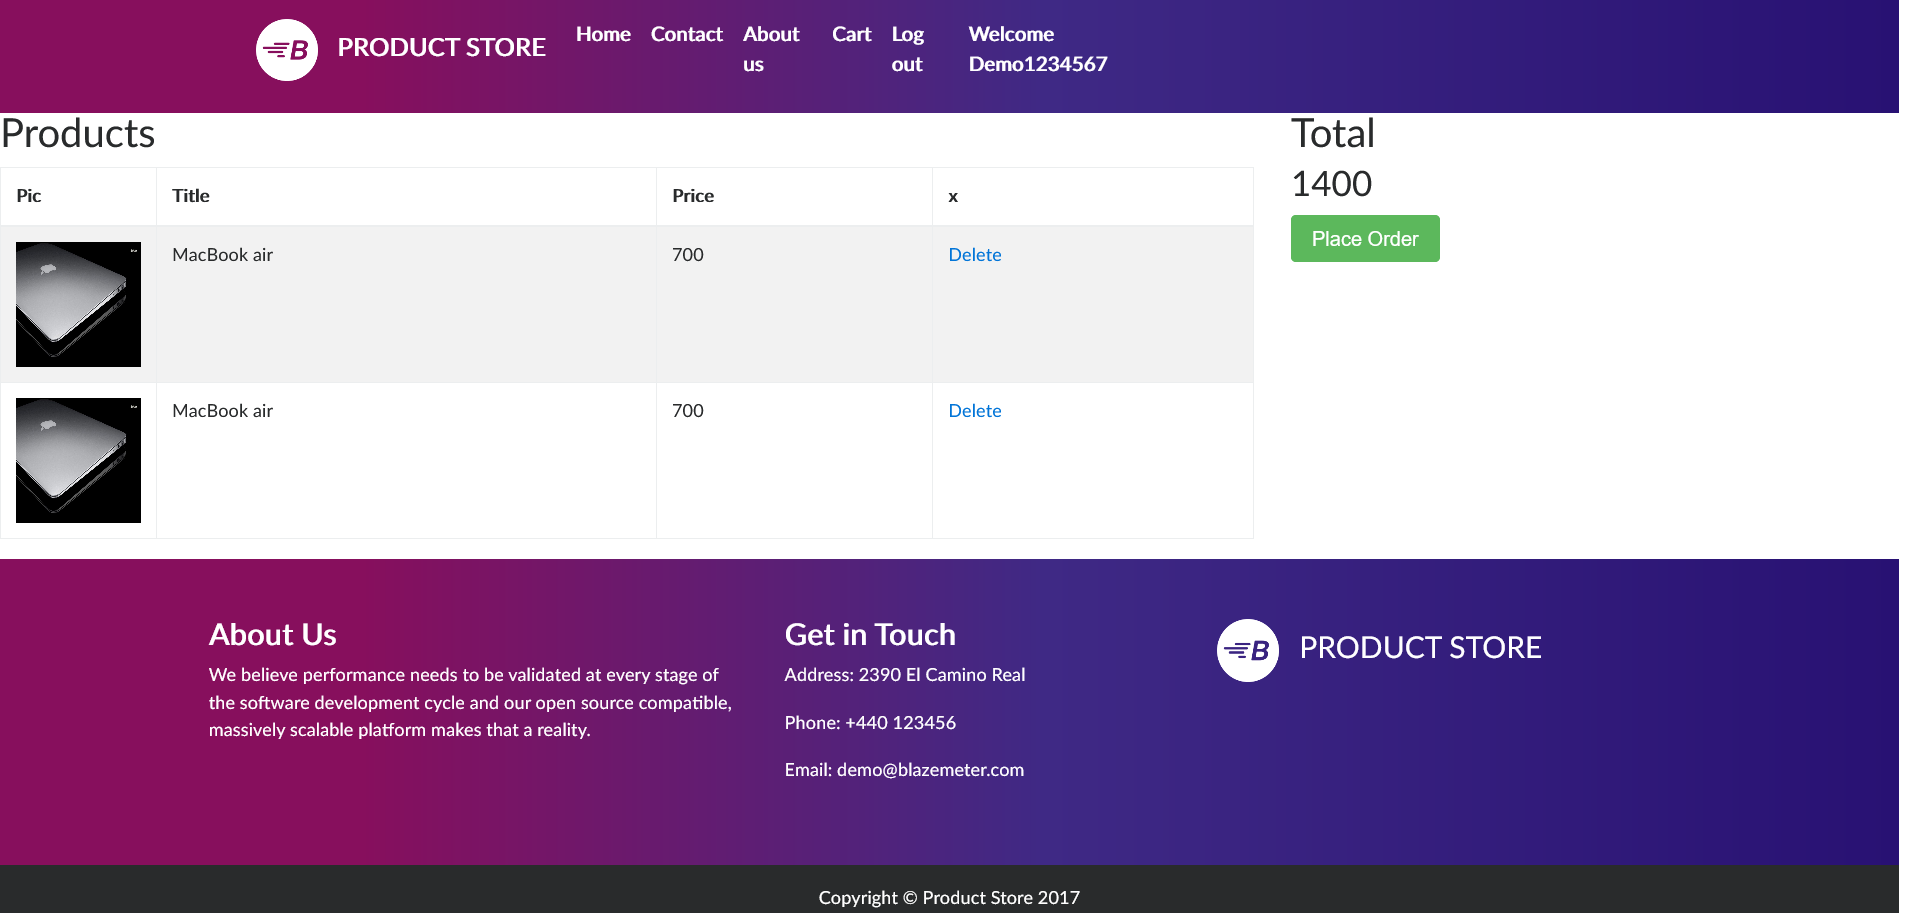 B PRODUCT STORE Home Contact About us Cart Log out Welcome Demo1234567
Products
Total
1400
Place Order
Pic Title Price x
MacBook air 700 Delete
MacBook air 700 Delete
About Us
We believe performance needs to be validated at every stage of
the software development cycle and our open source compatible,
massively scalable platform makes that a reality.
Get in Touch
Address: 2390 El Camino Real
Phone: +440 123456
Email: demo@blazemeter.com
B PRODUCT STORE
Copyright © Product Store 2017